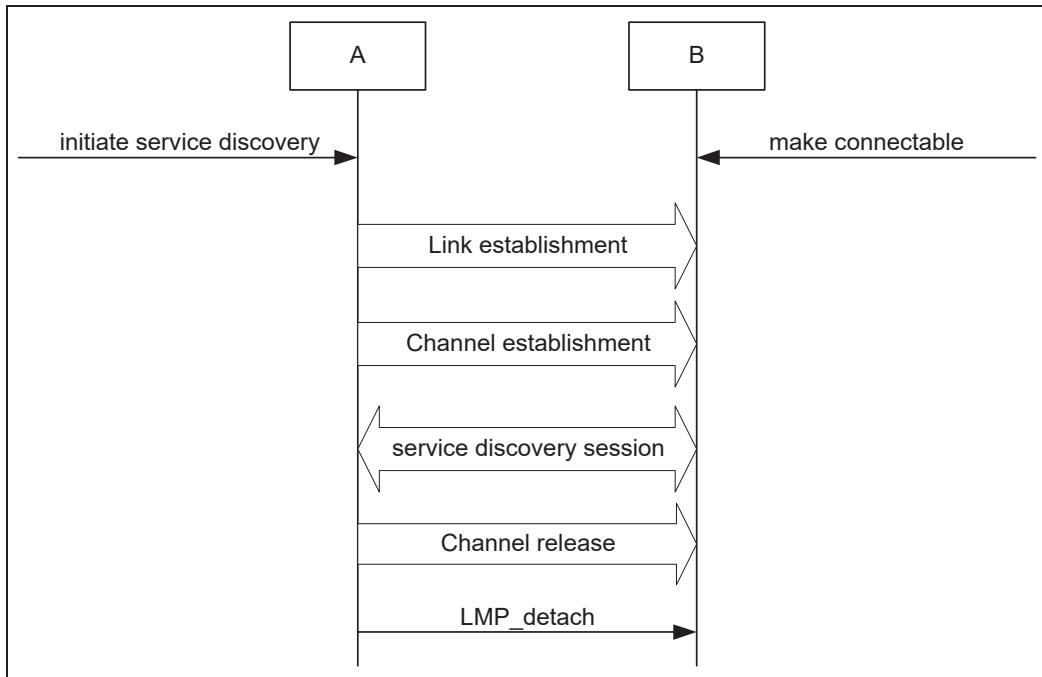 A
B
initiate service discovery
make connectable
Link establishment
Channel establishment
service discovery session
Channel release
LMP_detach